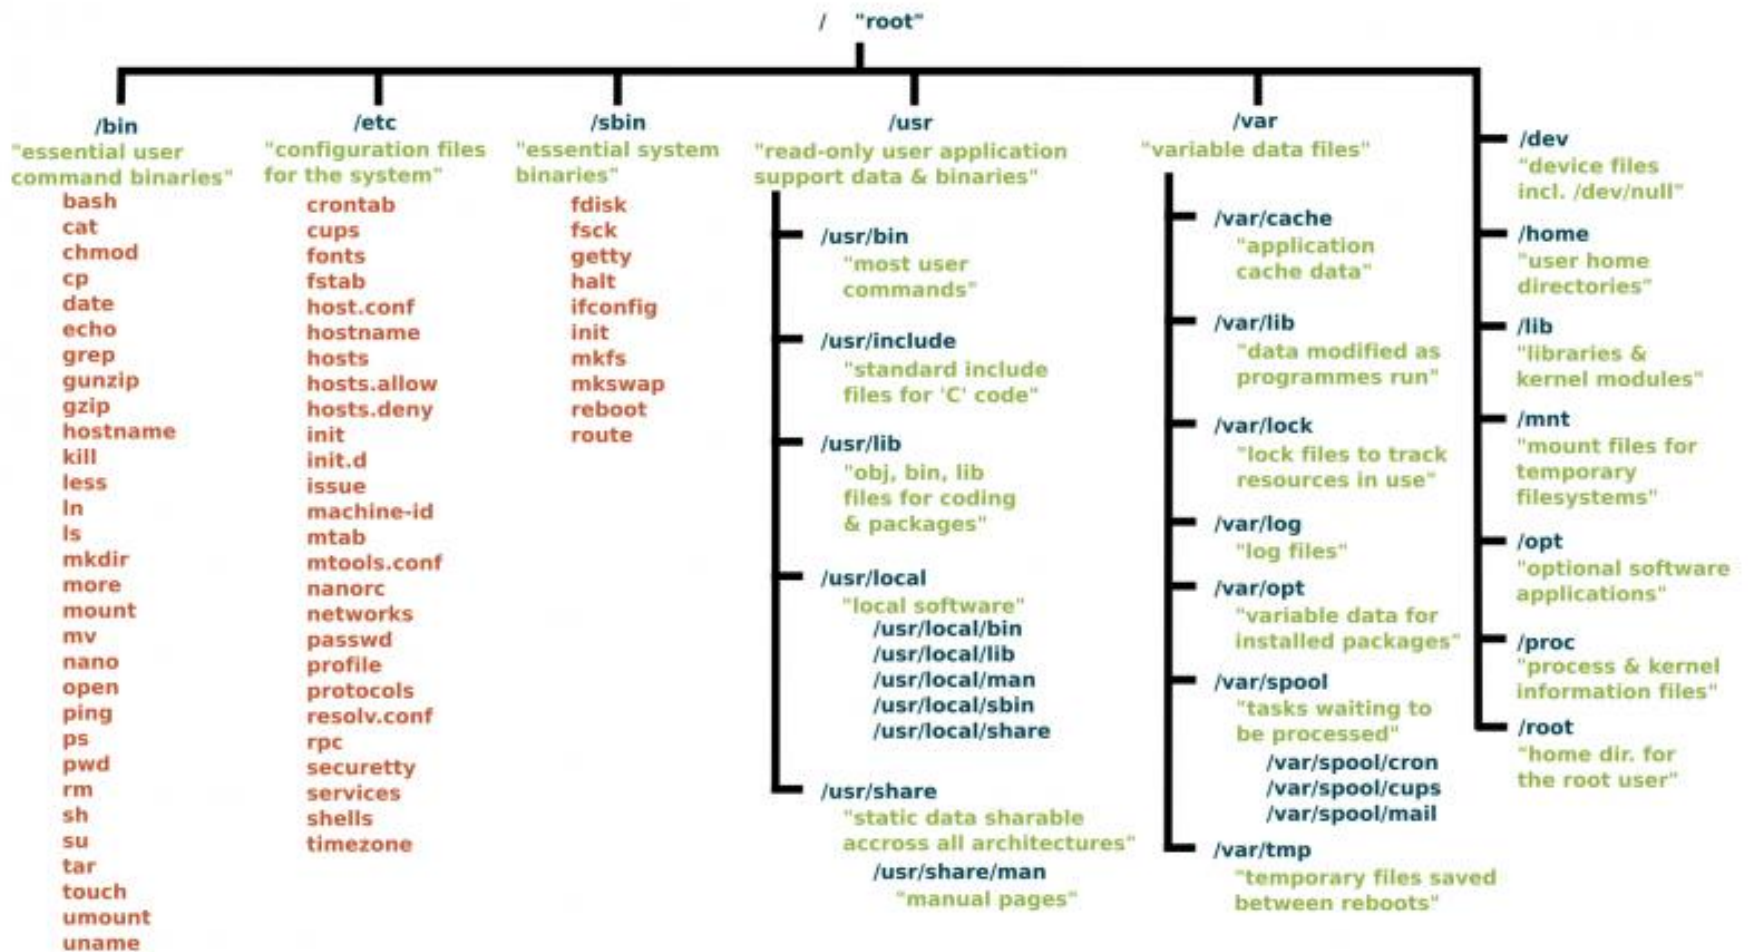 / "root"
/bin
"essential user
command binaries"
bash
cat
chmod
cp
date
echo
grep
gunzip
gzip
hostname
kill
less
ln
ls
mkdir
more
mount
mv
nano
open
ping
ps
pwd
rm
sh
su
tar
touch
umount
uname
/etc
"configuration files
for the system"
crontab
cups
fonts
fstab
host.conf
hostname
hosts
hosts.allow
hosts.deny
init
init.d
issue
machine-id
mtab
mtools.conf
nanorc
networks
passwd
profile
protocols
resolv.conf
rpc
securetty
services
shells
timezone
/sbin
"essential system
binaries"
fdisk
fsck
getty
halt
ifconfig
init
mkfs
mkswap
reboot
route
/usr
"read-only user application
support data & binaries"
/usr/bin
"most user
commands"
/usr/include
"standard include
files for 'C' code"
/usr/lib
"obj, bin, lib
files for coding
& packages"
/usr/local
"local software"
/usr/local/bin
/usr/local/lib
/usr/local/man
/usr/local/sbin
/usr/local/share
/usr/share
"static data sharable
accross all architectures"
/usr/share/man
"manual pages"
/var
"variable data files"
/var/cache
"application
cache data"
/var/lib
"data modified as
programmes run"
/var/lock
"lock files to track
resources in use"
/var/log
"log files"
/var/opt
"variable data for
installed packages"
/var/spool
"tasks waiting to
be processed"
/var/spool/cron
/var/spool/cups
/var/spool/mail
/var/tmp
"temporary files saved
between reboots"
/dev
"device files
incl. /dev/null"
/home
"user home
directories"
/lib
"libraries &
kernel modules"
/mnt
"mount files for
temporary
filesystems"
/opt
"optional software
applications"
/proc
"process & kernel
information files"
/root
"home dir. for
the root user"